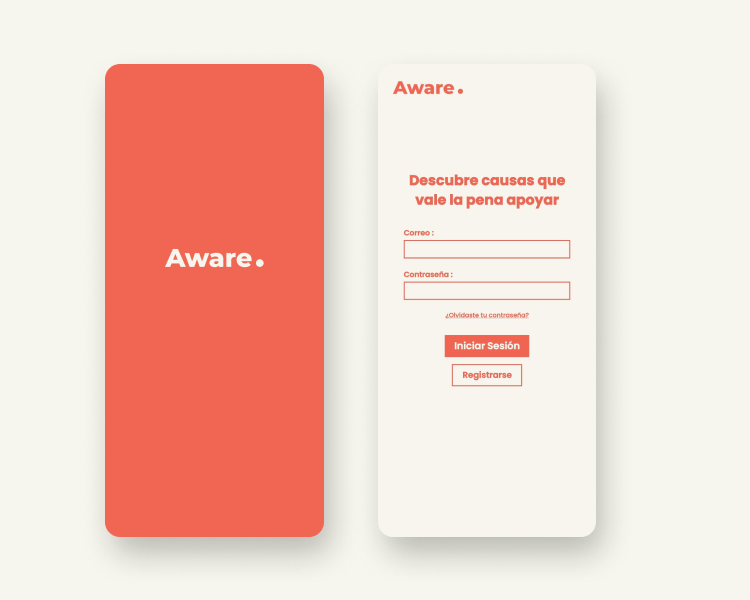 Aware.
Aware.
Descubre causas que
vale la pena apoyar
Correo :
Contraseña :
¿Olvidaste tu contraseña?
Iniciar Sesión
Registrarse